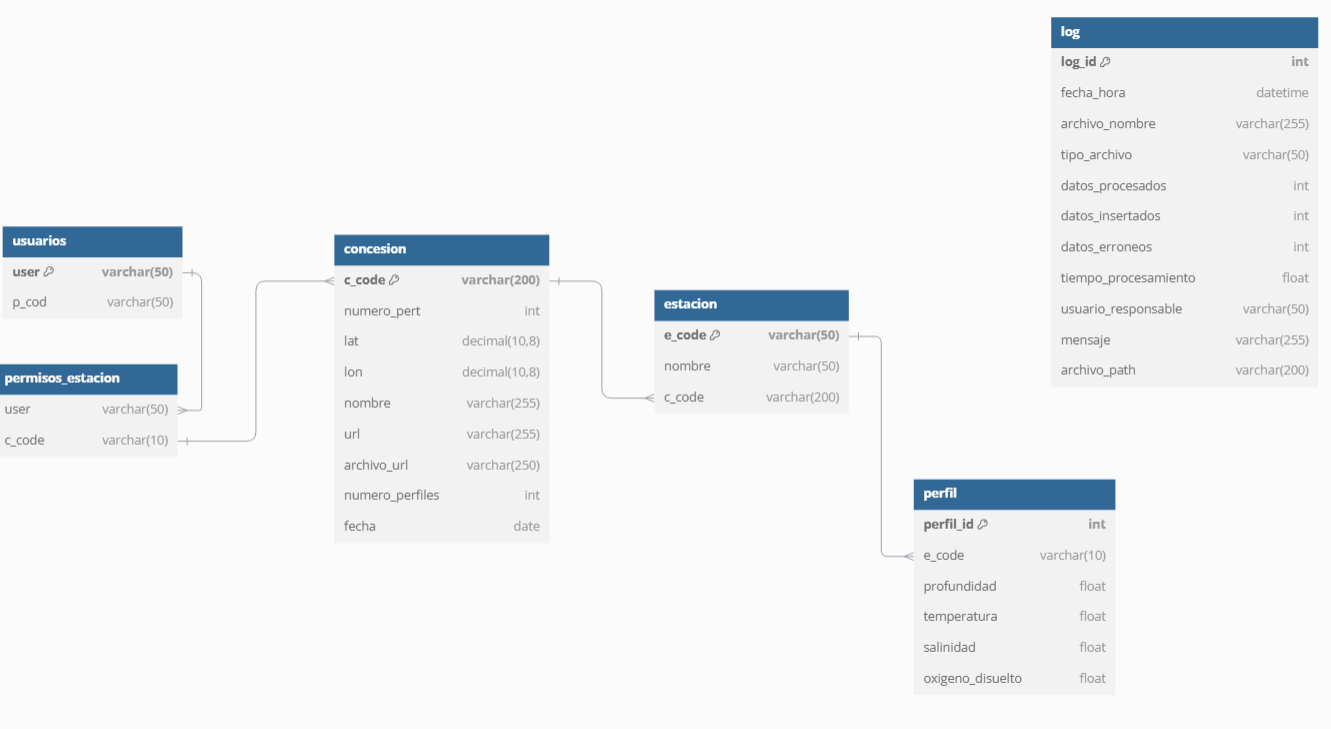 log
log_id int
fecha_hora datetime
archivo_nombre varchar(255)
tipo_archivo varchar(50)
datos_procesados int
datos_insertados int
datos_erroneos int
tiempo_procesamiento float
usuario_responsable varchar(50)
mensaje varchar(255)
archivo_path varchar(200)
usuarios
user varchar(50)
p_cod varchar(50)
permisos_estacion
user varchar(50)
c_code varchar(10)
concesion
c_code varchar(200)
numero_pert int
lat decimal(10,8)
lon decimal(10,8)
nombre varchar(255)
url varchar(255)
archivo_url varchar(250)
numero_perfiles int
fecha date
estacion
e_code varchar(50)
nombre varchar(50)
c_code varchar(200)
perfil
perfil_id int
e_code varchar(10)
profundidad float
temperatura float
salinidad float
oxigeno_disuelto float